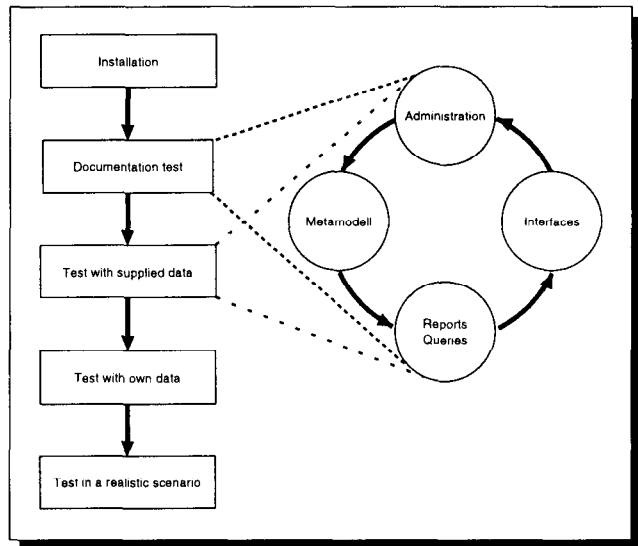 Installation
Documentation test
Test with supplied data
Test with own data
Test in a realistic scenario
Administration
Metamodell
Interfaces
Reports
Queries